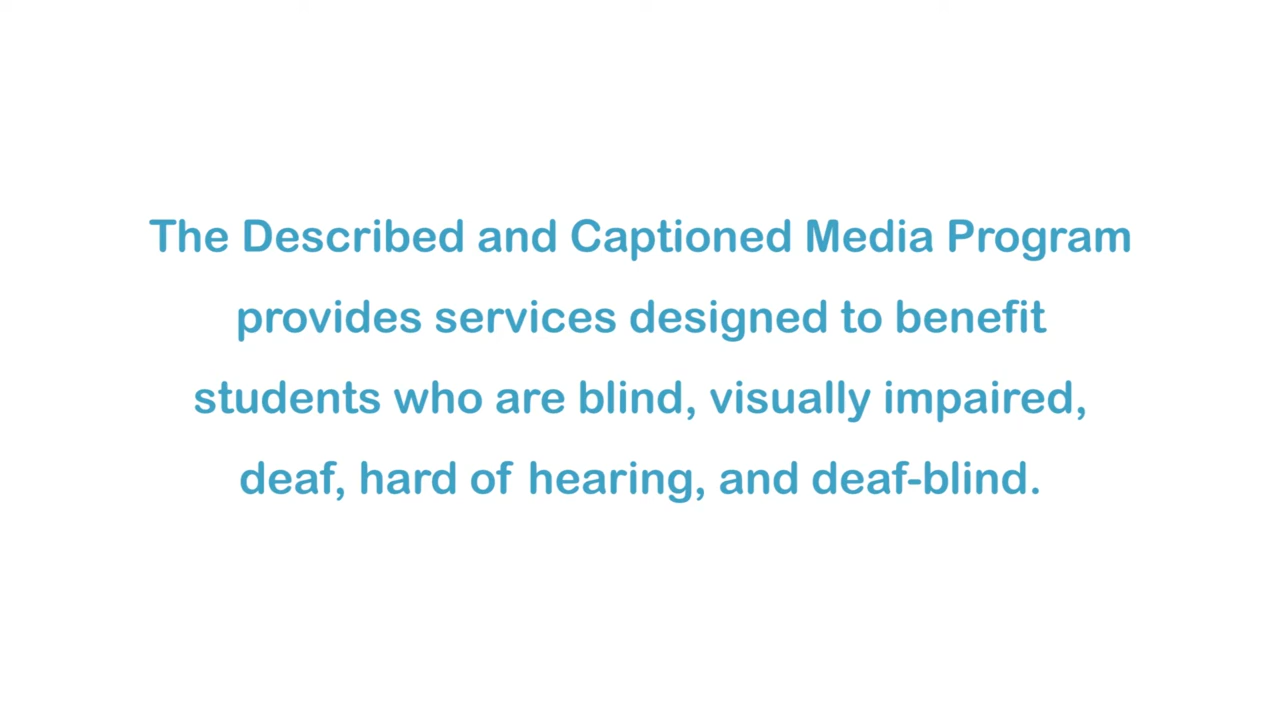 The Described and Captioned Media Program
provides services designed to benefit
students who are blind, visually impaired,
deaf, hard of hearing, and deaf-blind.